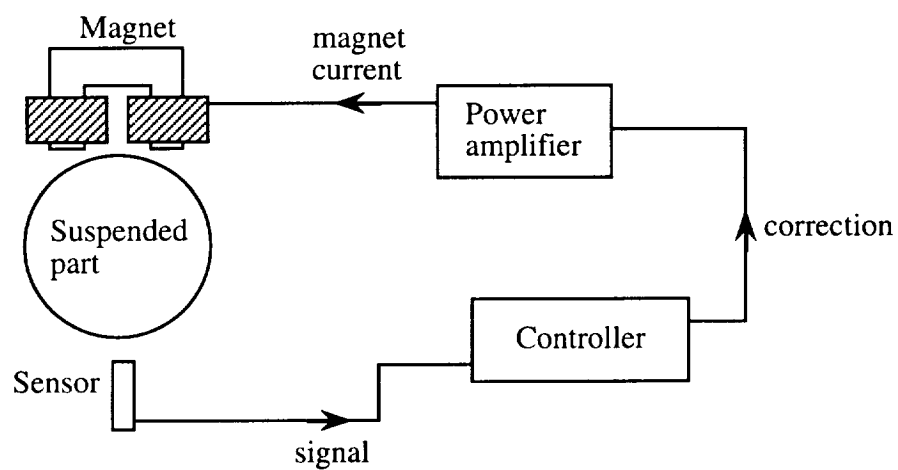 Magnet
magnet
current
Power
amplifier
Suspended
part
correction
Controller
Sensor
signal